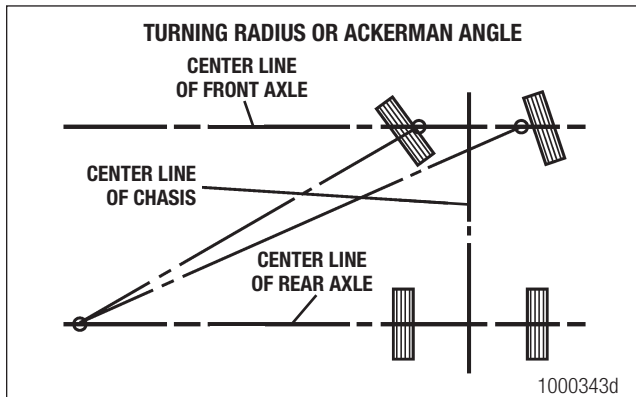 TURNING RADIUS OR ACKERMAN ANGLE
CENTER LINE
OF FRONT AXLE
CENTER LINE
OF CHASIS
CENTER LINE
OF REAR AXLE
1000343d